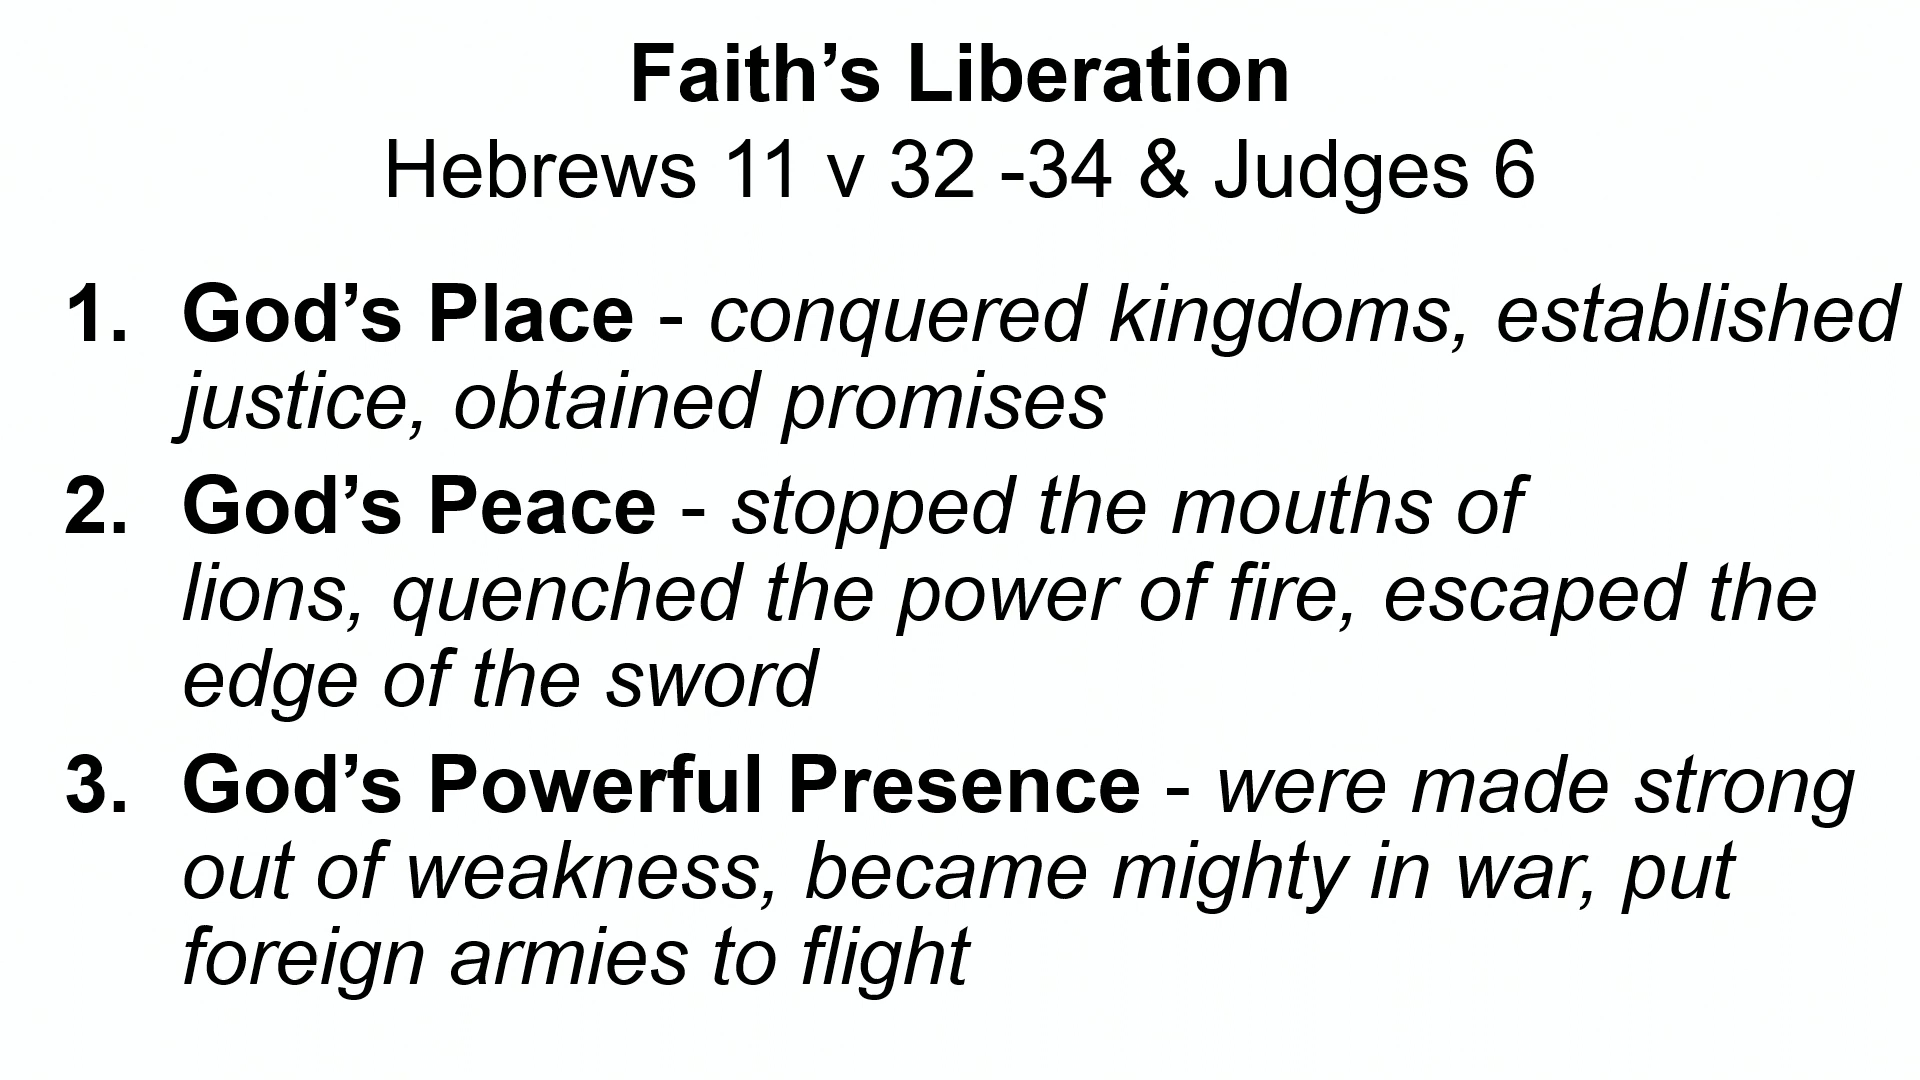 Faith’s Liberation
Hebrews 11 v 32 -34 & Judges 6
1. God’s Place - conquered kingdoms, established
justice, obtained promises
2. God’s Peace - stopped the mouths of
lions, quenched the power of fire, escaped the
edge of the sword
3. God’s Powerful Presence - were made strong
out of weakness, became mighty in war, put
foreign armies to flight